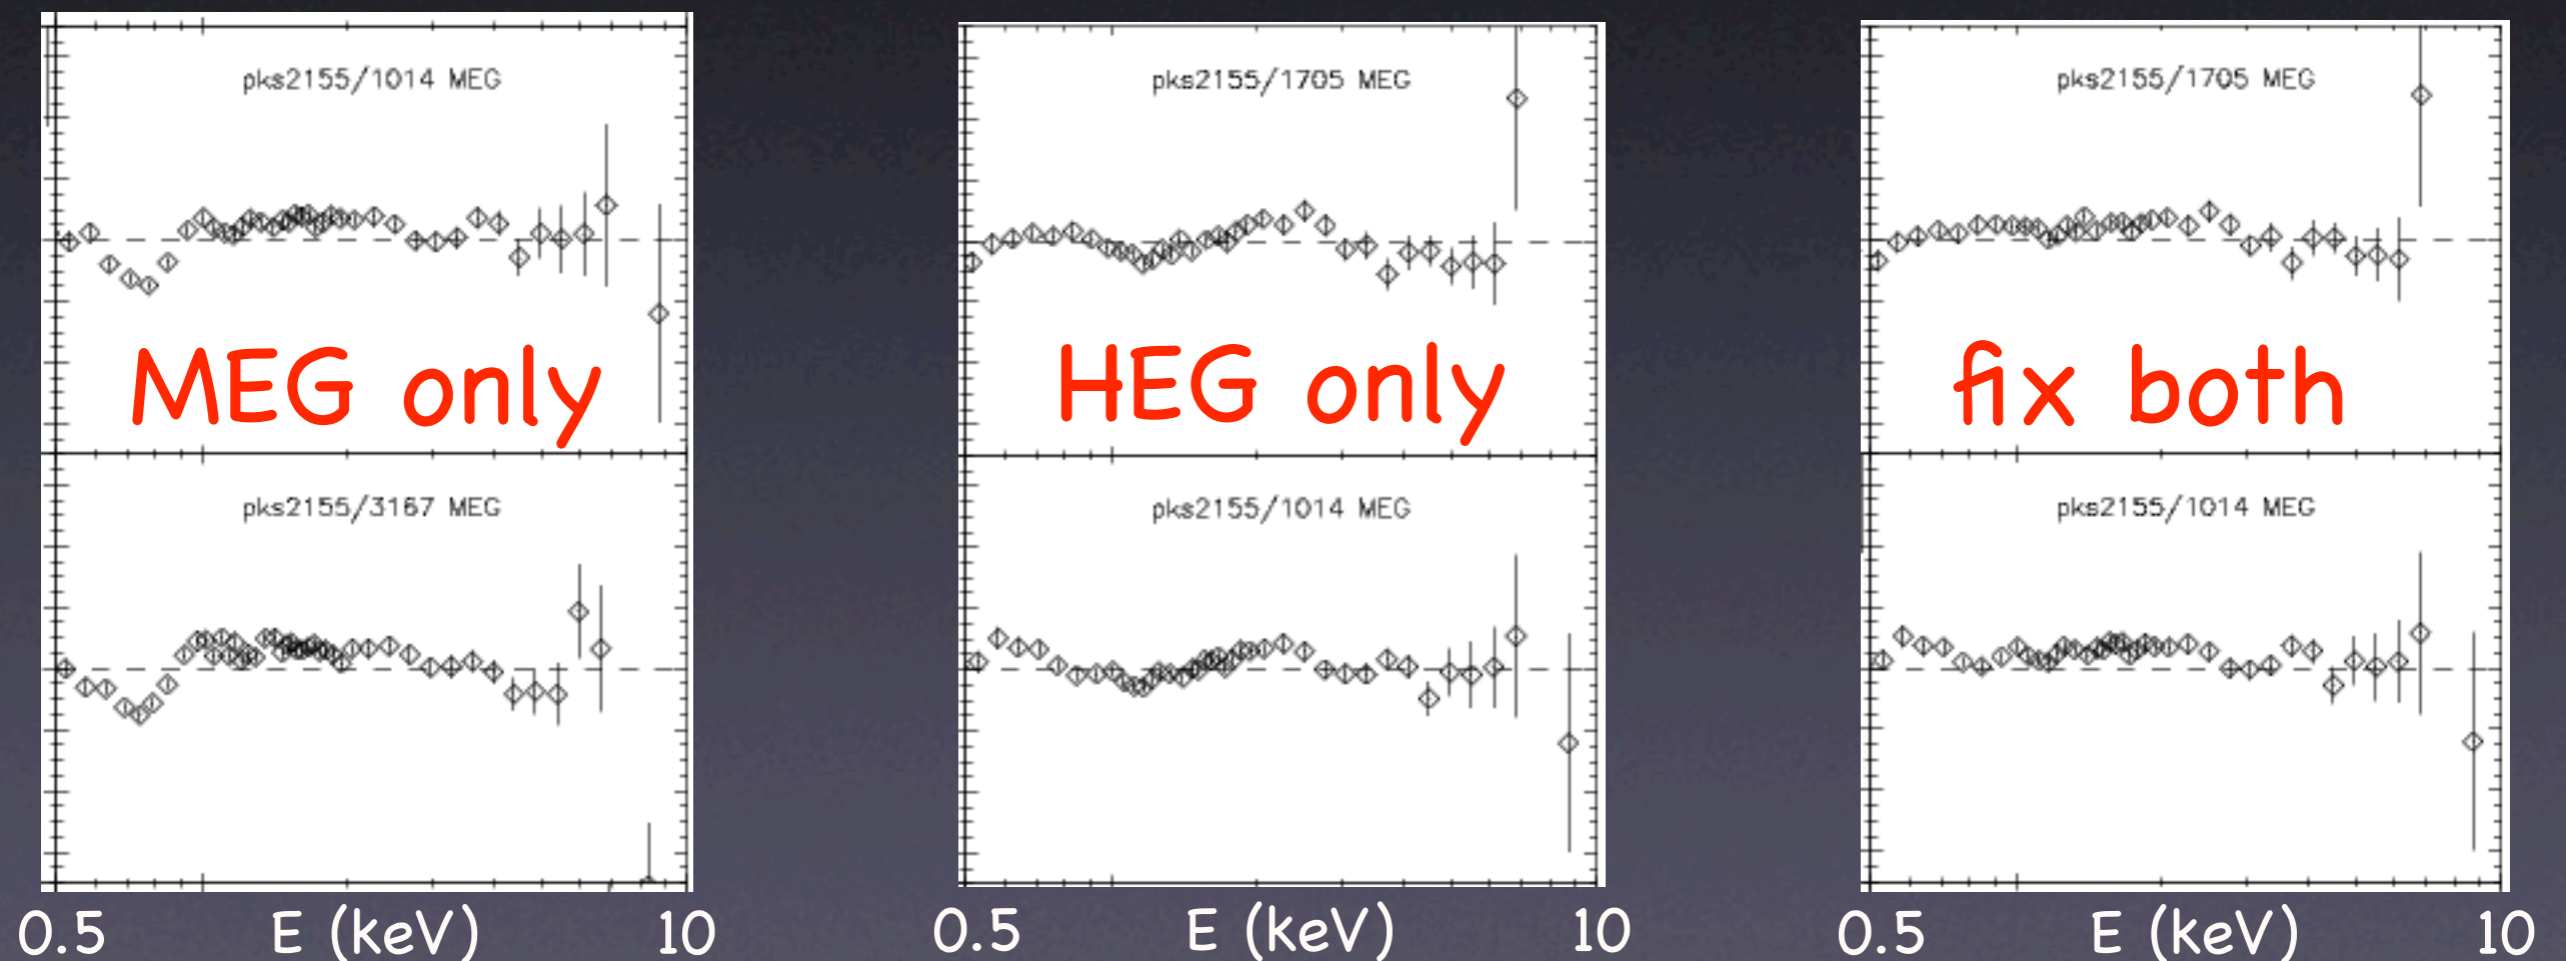 pks2155/1014 MEG
MEG only
pks2155/3167 MEG
0.5 E (keV) 10
pks2155/1705 MEG
HEG only
pks2155/1014 MEG
0.5 E (keV) 10
pks2155/1705 MEG
fix both
pks2155/1014 MEG
0.5 E (keV) 10